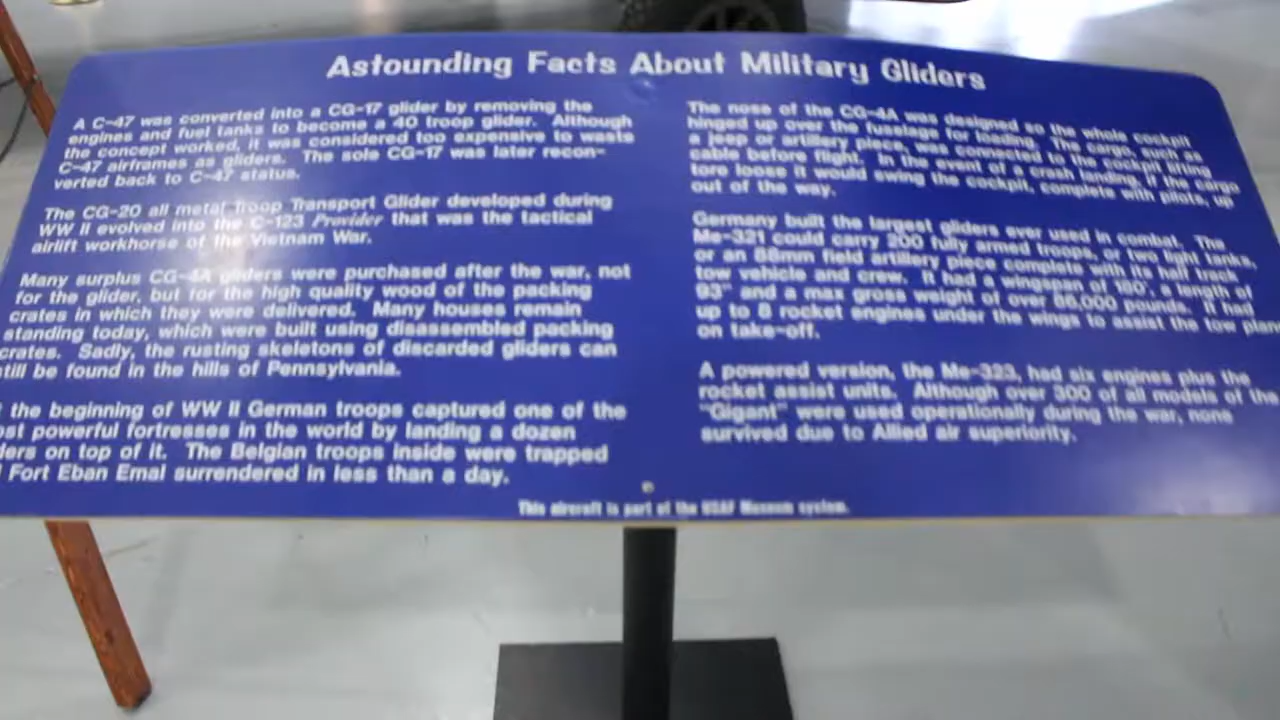 Astounding Facts About Military Gliders
A C-47 was converted into a CG-17 glider by removing the
engines and fuel tanks to become a 40 troop glider. Although
the concept worked, it was considered too expensive to waste
C-47 airframes as gliders. The sole CG-17 was later recon-
verted back to C-47 status.
The CG-20 all metal Troop Transport Glider developed during
WW II evolved into the C-123 Provider that was the tactical
airlift workhorse of the Vietnam War.
Many surplus CG-4A gliders were purchased after the war, not
for the glider, but for the high quality wood of the packing
crates in which they were delivered. Many houses remain
standing today, which were built using disassembled packing
crates. Sadly, the rusting skeletons of discarded gliders can
till be found in the hills of Pennsylvania.
the beginning of WW II German troops captured one of the
ost powerful fortresses in the world by landing a dozen
ders on top of it. The Belgian troops inside were trapped
Fort Eban Emal surrendered in less than a day.
The nose of the CG-4A was designed so the whole cockpit
hinged up over the fuselage for loading. The cargo, such as
a jeep or artillery piece, was connected to the cockpit lifting
cable before flight. In the event of a crash landing, if the cargo
tore loose it would swing the cockpit, complete with pilots, up
out of the way.
Germany built the largest gliders ever used in combat. The
Me-321 could carry 200 fully armed troops, or two light tanks,
or an 88mm field artillery piece complete with its half track
tow vehicle and crew. It had a wingspan of 180', a length of
93" and a max gross weight of over 86,000 pounds. It had
up to 8 rocket engines under the wings to assist the tow plane
on take-off.
A powered version, the Me-323, had six engines plus the
rocket assist units. Although over 300 of all models of the
"Gigant" were used operationally during the war, none
survived due to Allied air superiority.
This aircraft is part of the USAF Museum system.